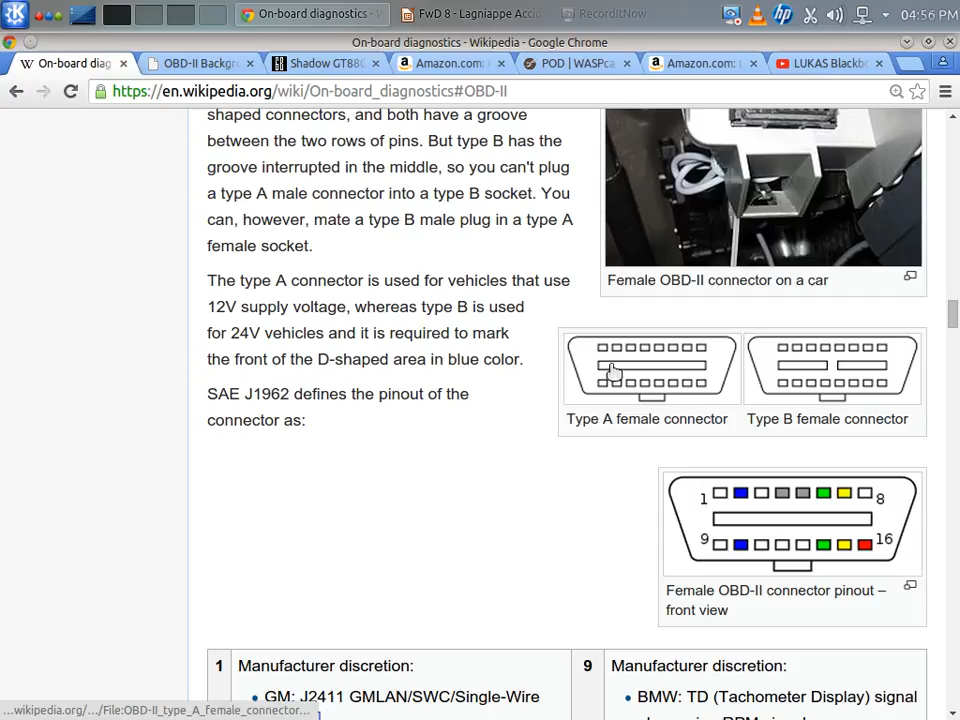 On-board diagnostics - W
FwD 8 - Lagniappe Accid
RecordItNow
04:56 PM
On-board diagnostics - Wikipedia - Google Chrome
On-board diag
OBD-II Backgr
Shadow GT880
Amazon.com:
POD | WASPca
Amazon.com: L
LUKAS Blackb
https://en.wikipedia.org/wiki/On-board_diagnostics#OBD-II
shaped connectors, and both have a groove
between the two rows of pins. But type B has the
groove interrupted in the middle, so you can't plug
a type A male connector into a type B socket. You
can, however, mate a type B male plug in a type A
female socket.
Female OBD-II connector on a car
The type A connector is used for vehicles that use
12V supply voltage, whereas type B is used
for 24V vehicles and it is required to mark
the front of the D-shaped area in blue color.
SAE J1962 defines the pinout of the
connector as:
Type A female connector
Type B female connector
1 8
9 16
Female OBD-II connector pinout –
front view
1 Manufacturer discretion:
• GM: J2411 GMLAN/SWC/Single-Wire
9 Manufacturer discretion:
• BMW: TD (Tachometer Display) signal
.wikipedia.org/.../File:OBD-II_type_A_female_connector...